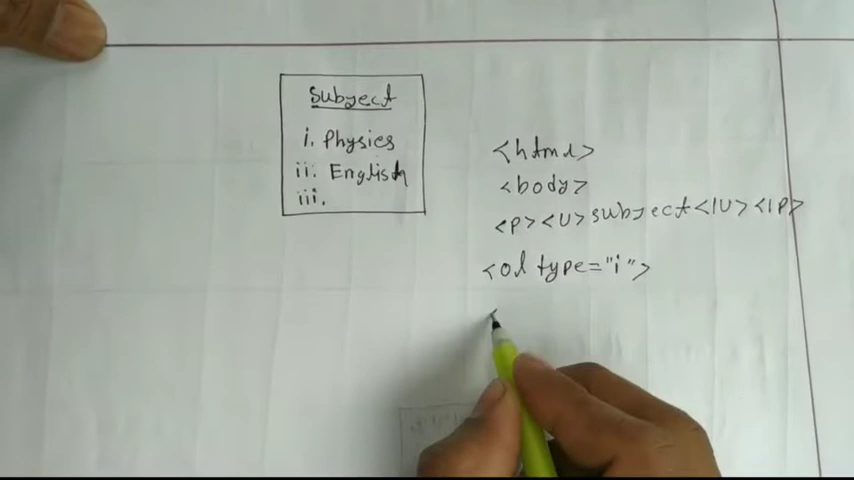 Subject
i. Physics
ii. English
iii.
<html>
<body>
<p><u>subject</u></p>
<ol type="i">
<